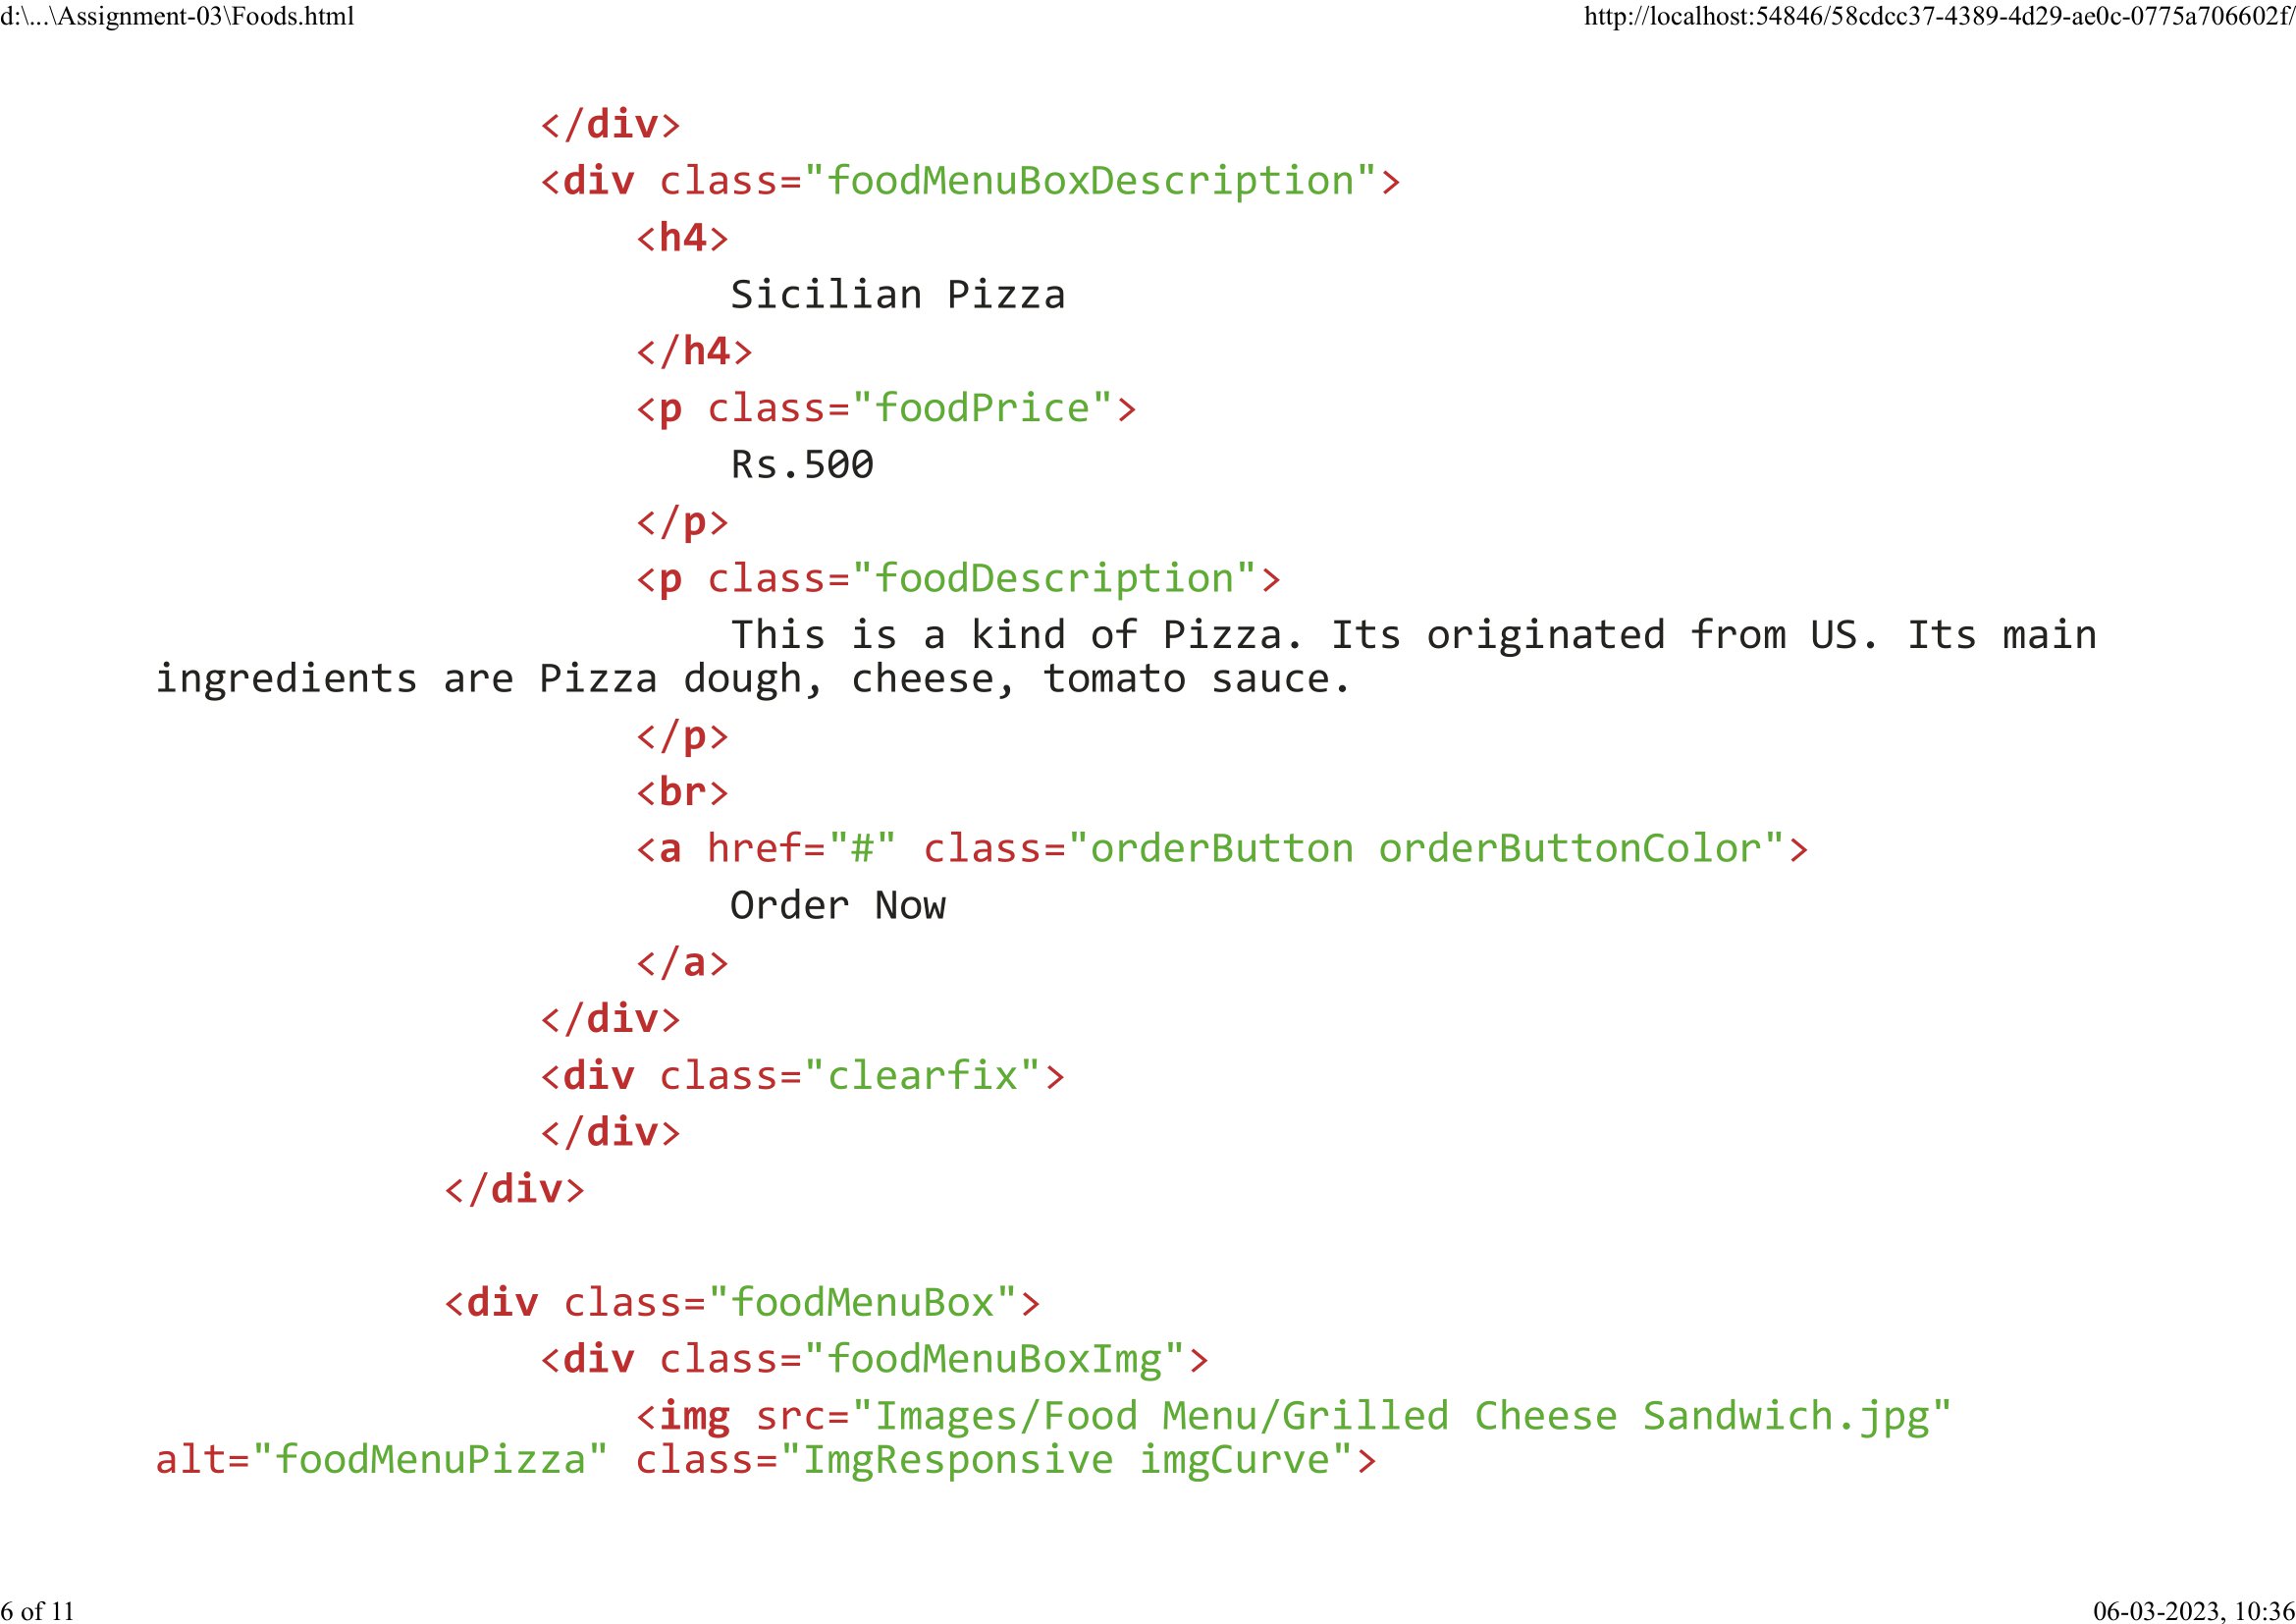 d:\...\Assignment-03\Foods.html
http://localhost:54846/58cdcc37-4389-4d29-ae0c-0775a706602f/
</div>
<div class="foodMenuBoxDescription">
<h4>
Sicilian Pizza
</h4>
<p class="foodPrice">
Rs.500
</p>
<p class="foodDescription">
This is a kind of Pizza. Its originated from US. Its main
ingredients are Pizza dough, cheese, tomato sauce.
</p>
<br>
<a href="#" class="orderButton orderButtonColor">
Order Now
</a>
</div>
<div class="clearfix">
</div>
</div>
<div class="foodMenuBox">
<div class="foodMenuBoxImg">
<img src="Images/Food Menu/Grilled Cheese Sandwich.jpg"
alt="foodMenuPizza" class="ImgResponsive imgCurve">
6 of 11
06-03-2023, 10:36